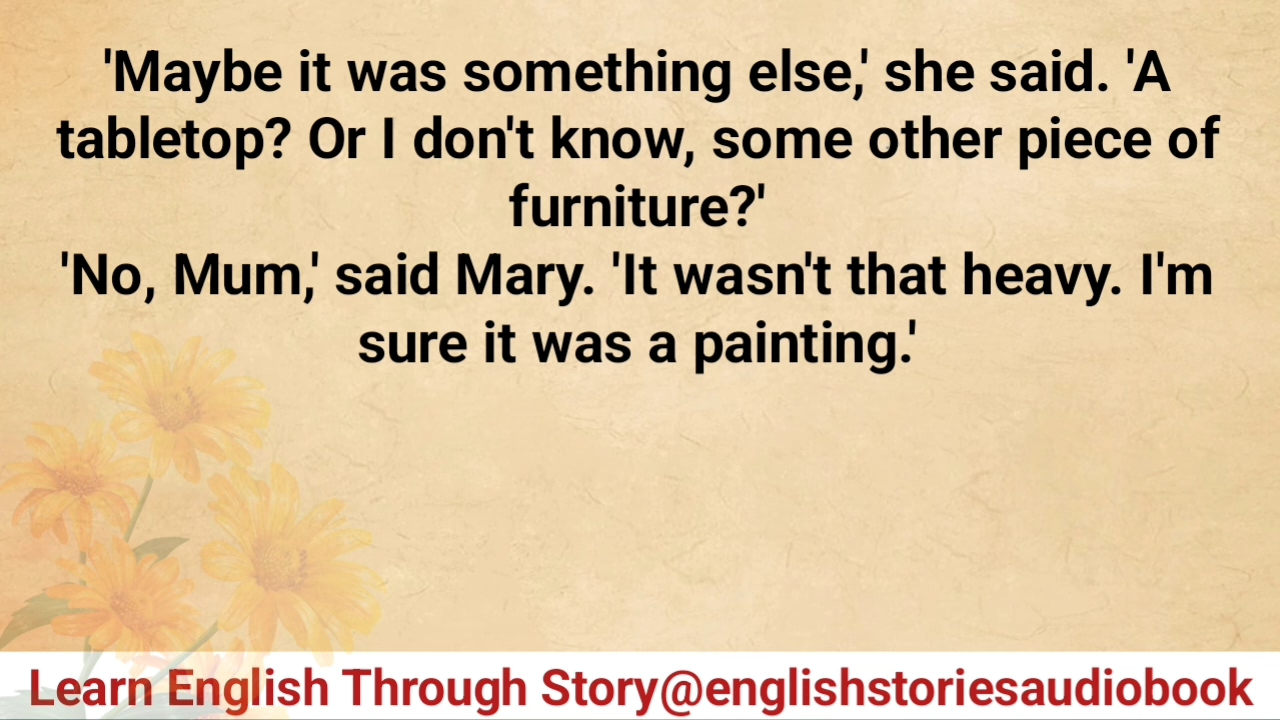 'Maybe it was something else,' she said. 'A
tabletop? Or I don't know, some other piece of
furniture?'
'No, Mum,' said Mary. 'It wasn't that heavy. I'm
sure it was a painting.'
Learn English Through Story@englishstoriesaudiobook